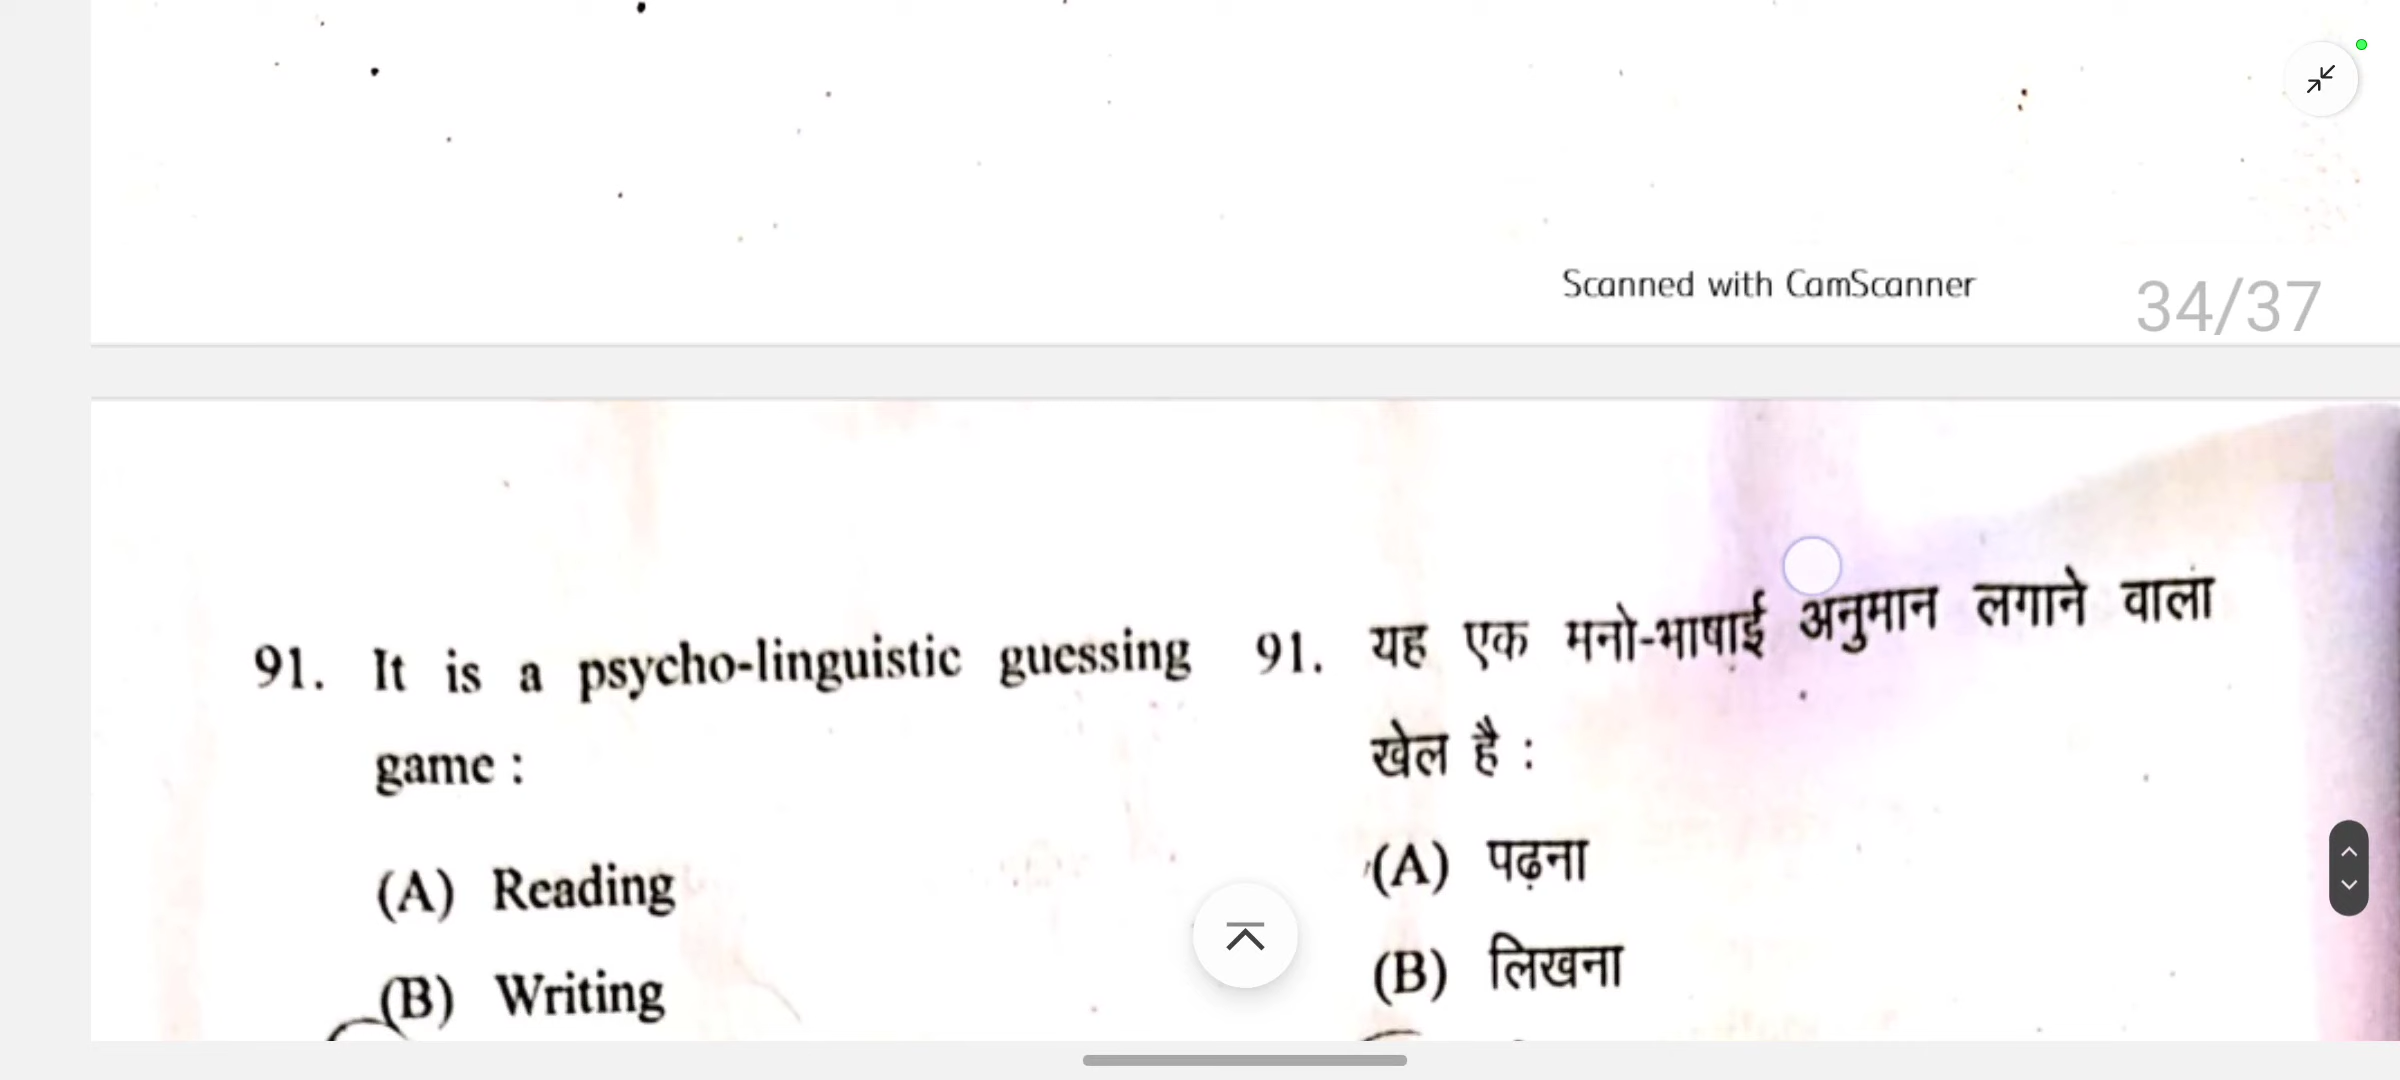 Scanned with CamScanner
34/37
91. It is a psycho-linguistic guessing
game :
(A) Reading
(B) Writing
91. यह एक मनो-भाषाई अनुमान लगाने वाला
खेल है :
(A) पढ़ना
(B) लिखना